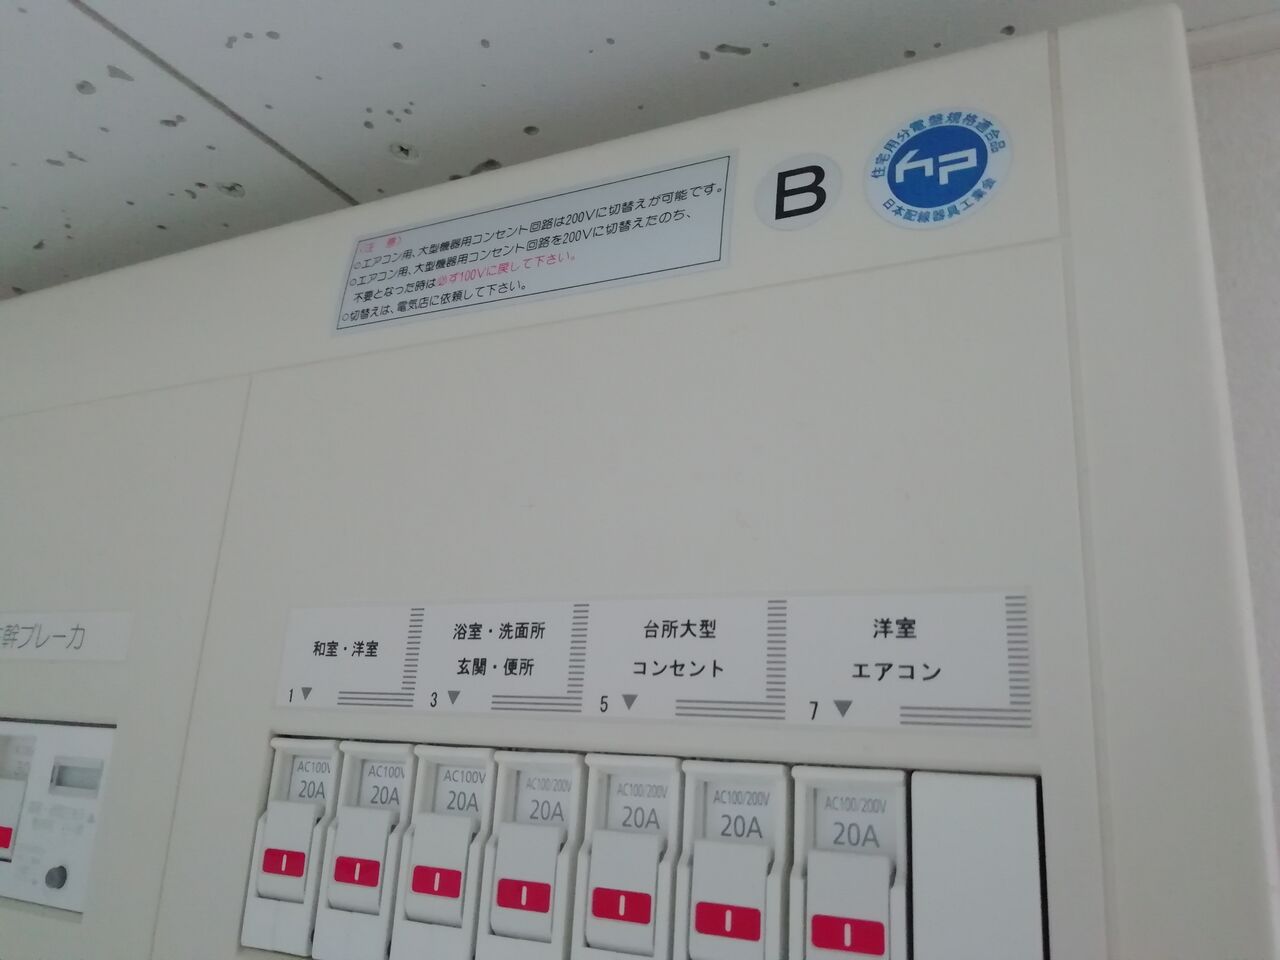 (注 意)
○エアコン用、大型機器用コンセント回路は200Vに切替えが可能です。
○エアコン用、大型機器用コンセント回路を200Vに切替えたのち、
不要となった時は必ず100Vに戻して下さい。
○切替えは、電気店に依頼して下さい。
B
住宅用分電盤規格適合品
HP
日本配線器具工業会
幹ブレーカ
和室・洋室
1▼
浴室・洗面所
玄関・便所
3▼
台所大型
コンセント
5▼
洋室
エアコン
7▼
AC100V
20A
AC100V
20A
AC100V
20A
AC100/200V
20A
AC100/200V
20A
AC100/200V
20A
AC100/200V
20A
I
I
I
I
I
I
I